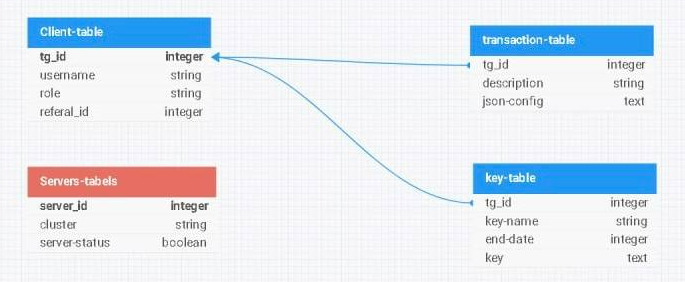 Client-table
tg_id integer
username string
role string
referal_id integer
transaction-table
tg_id integer
description string
json-config text
Servers-tabels
server_id integer
cluster string
server-status boolean
key-table
tg_id integer
key-name string
end-date integer
key text